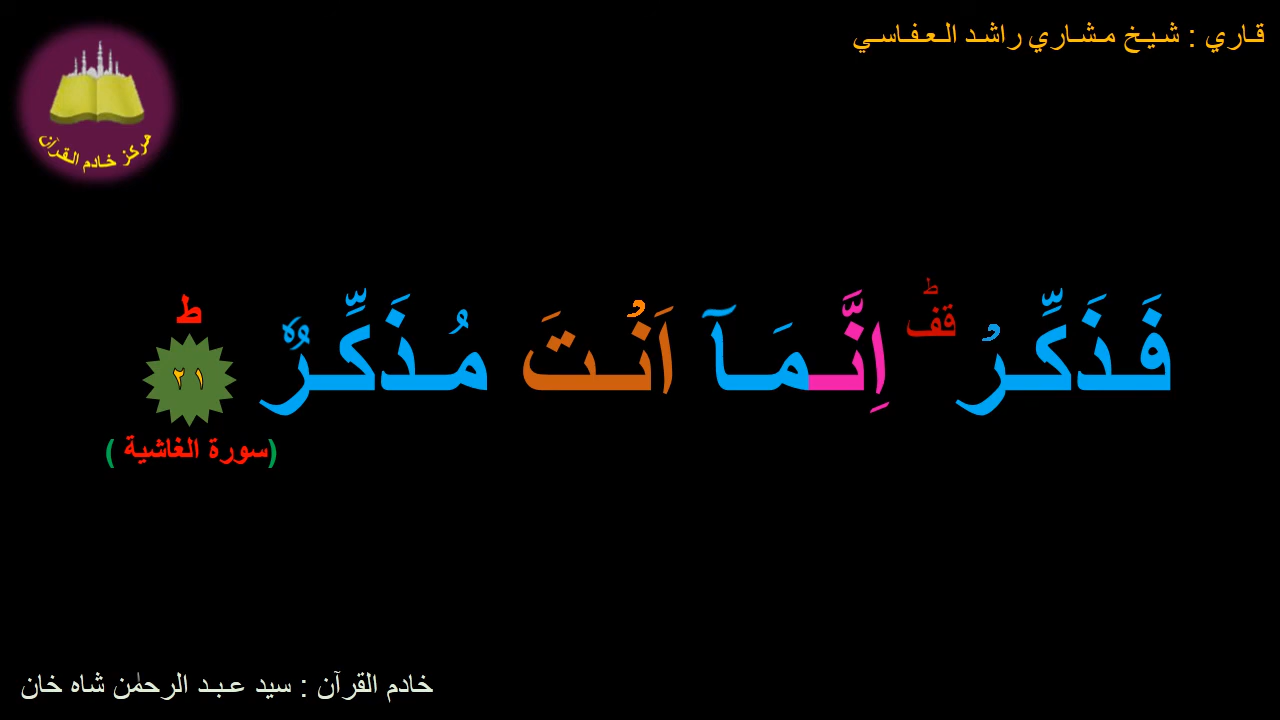 قاري : شيخ مشاري راشد العفاسي
مركز خادم القرآن
فَذَكِّرْ ۟ قف ط اِنَّمَآ اَنْتَ مُذَكِّرٌ ط ٢١
(سورة الغاشية )
خادم القرآن : سيد عبد الرحمٰن شاه خان